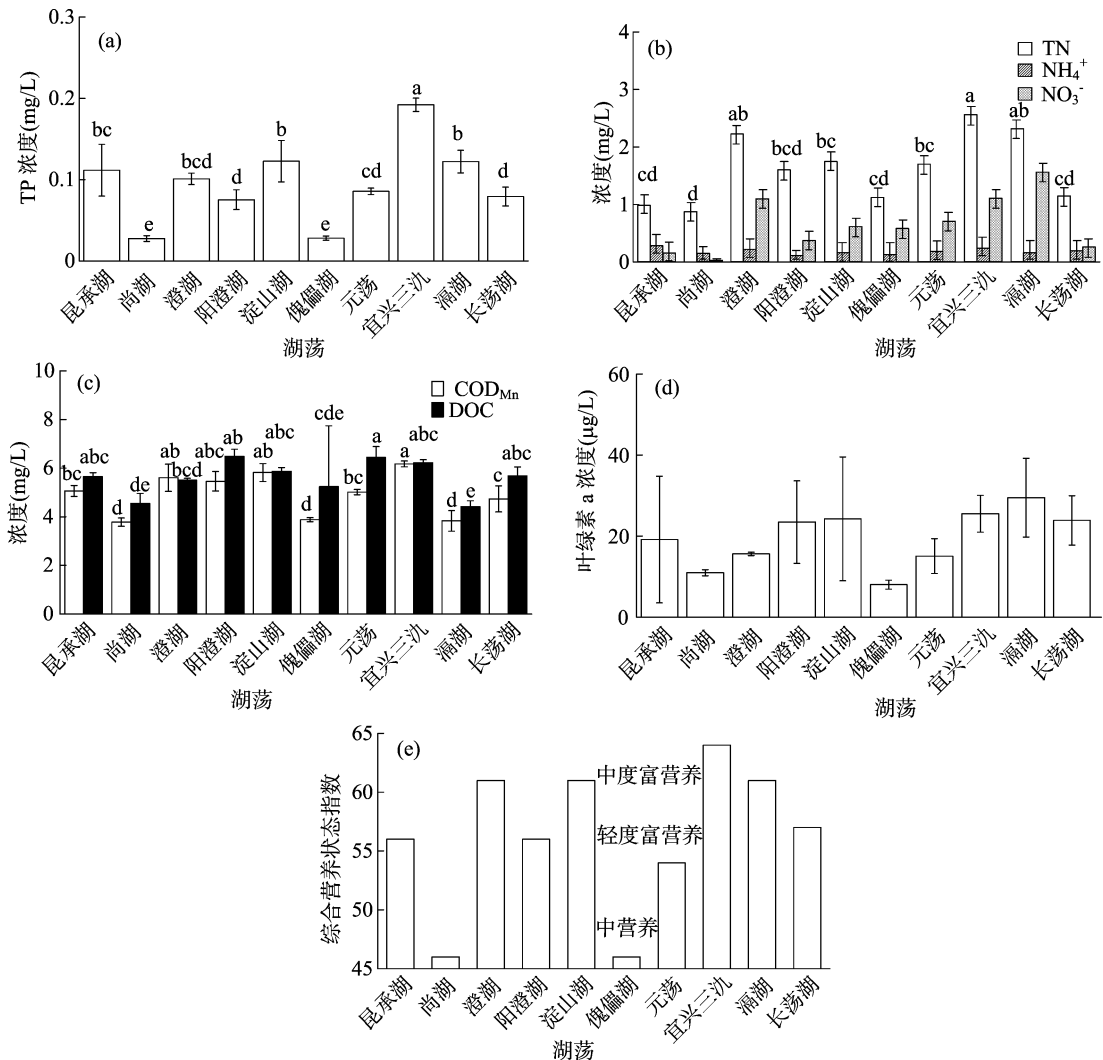 (a)
TP 浓度(mg/L)
0.3
0.2
0.1
0
bc
e
bcd
d
b
e
cd
a
b
d
昆承湖
尚湖
澄湖
阳澄湖
淀山湖
傀儡湖
元荡
宜兴三氿
滆湖
长荡湖
湖荡
(b)
浓度(mg/L)
4
3
2
1
0
TN
NH₄⁺
NO₃⁻
cd
d
ab
bcd
bc
cd
bc
a
ab
cd
昆承湖
尚湖
澄湖
阳澄湖
淀山湖
傀儡湖
元荡
宜兴三氿
滆湖
长荡湖
湖荡
(c)
浓度(mg/L)
10
8
6
4
2
0
COD_Mn
DOC
bc
abc
d
de
ab
bcd
abc
ab
ab
abc
d
cde
bc
a
a
abc
d
e
c
abc
昆承湖
尚湖
澄湖
阳澄湖
淀山湖
傀儡湖
元荡
宜兴三氿
滆湖
长荡湖
湖荡
(d)
叶绿素 a 浓度(μg/L)
60
40
20
0
昆承湖
尚湖
澄湖
阳澄湖
淀山湖
傀儡湖
元荡
宜兴三氿
滆湖
长荡湖
湖荡
(e)
综合营养状态指数
65
60
55
50
45
中度富营养
轻度富营养
中营养
昆承湖
尚湖
澄湖
阳澄湖
淀山湖
傀儡湖
元荡
宜兴三氿
滆湖
长荡湖
湖荡